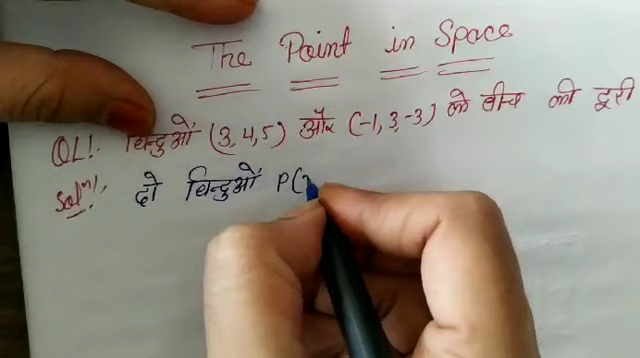 The Point in Space
Q1!. बिन्दुओं (3,4,5) और (-1,3,-3) के बीच की दूरी
Solⁿ!. दो बिन्दुओं P(